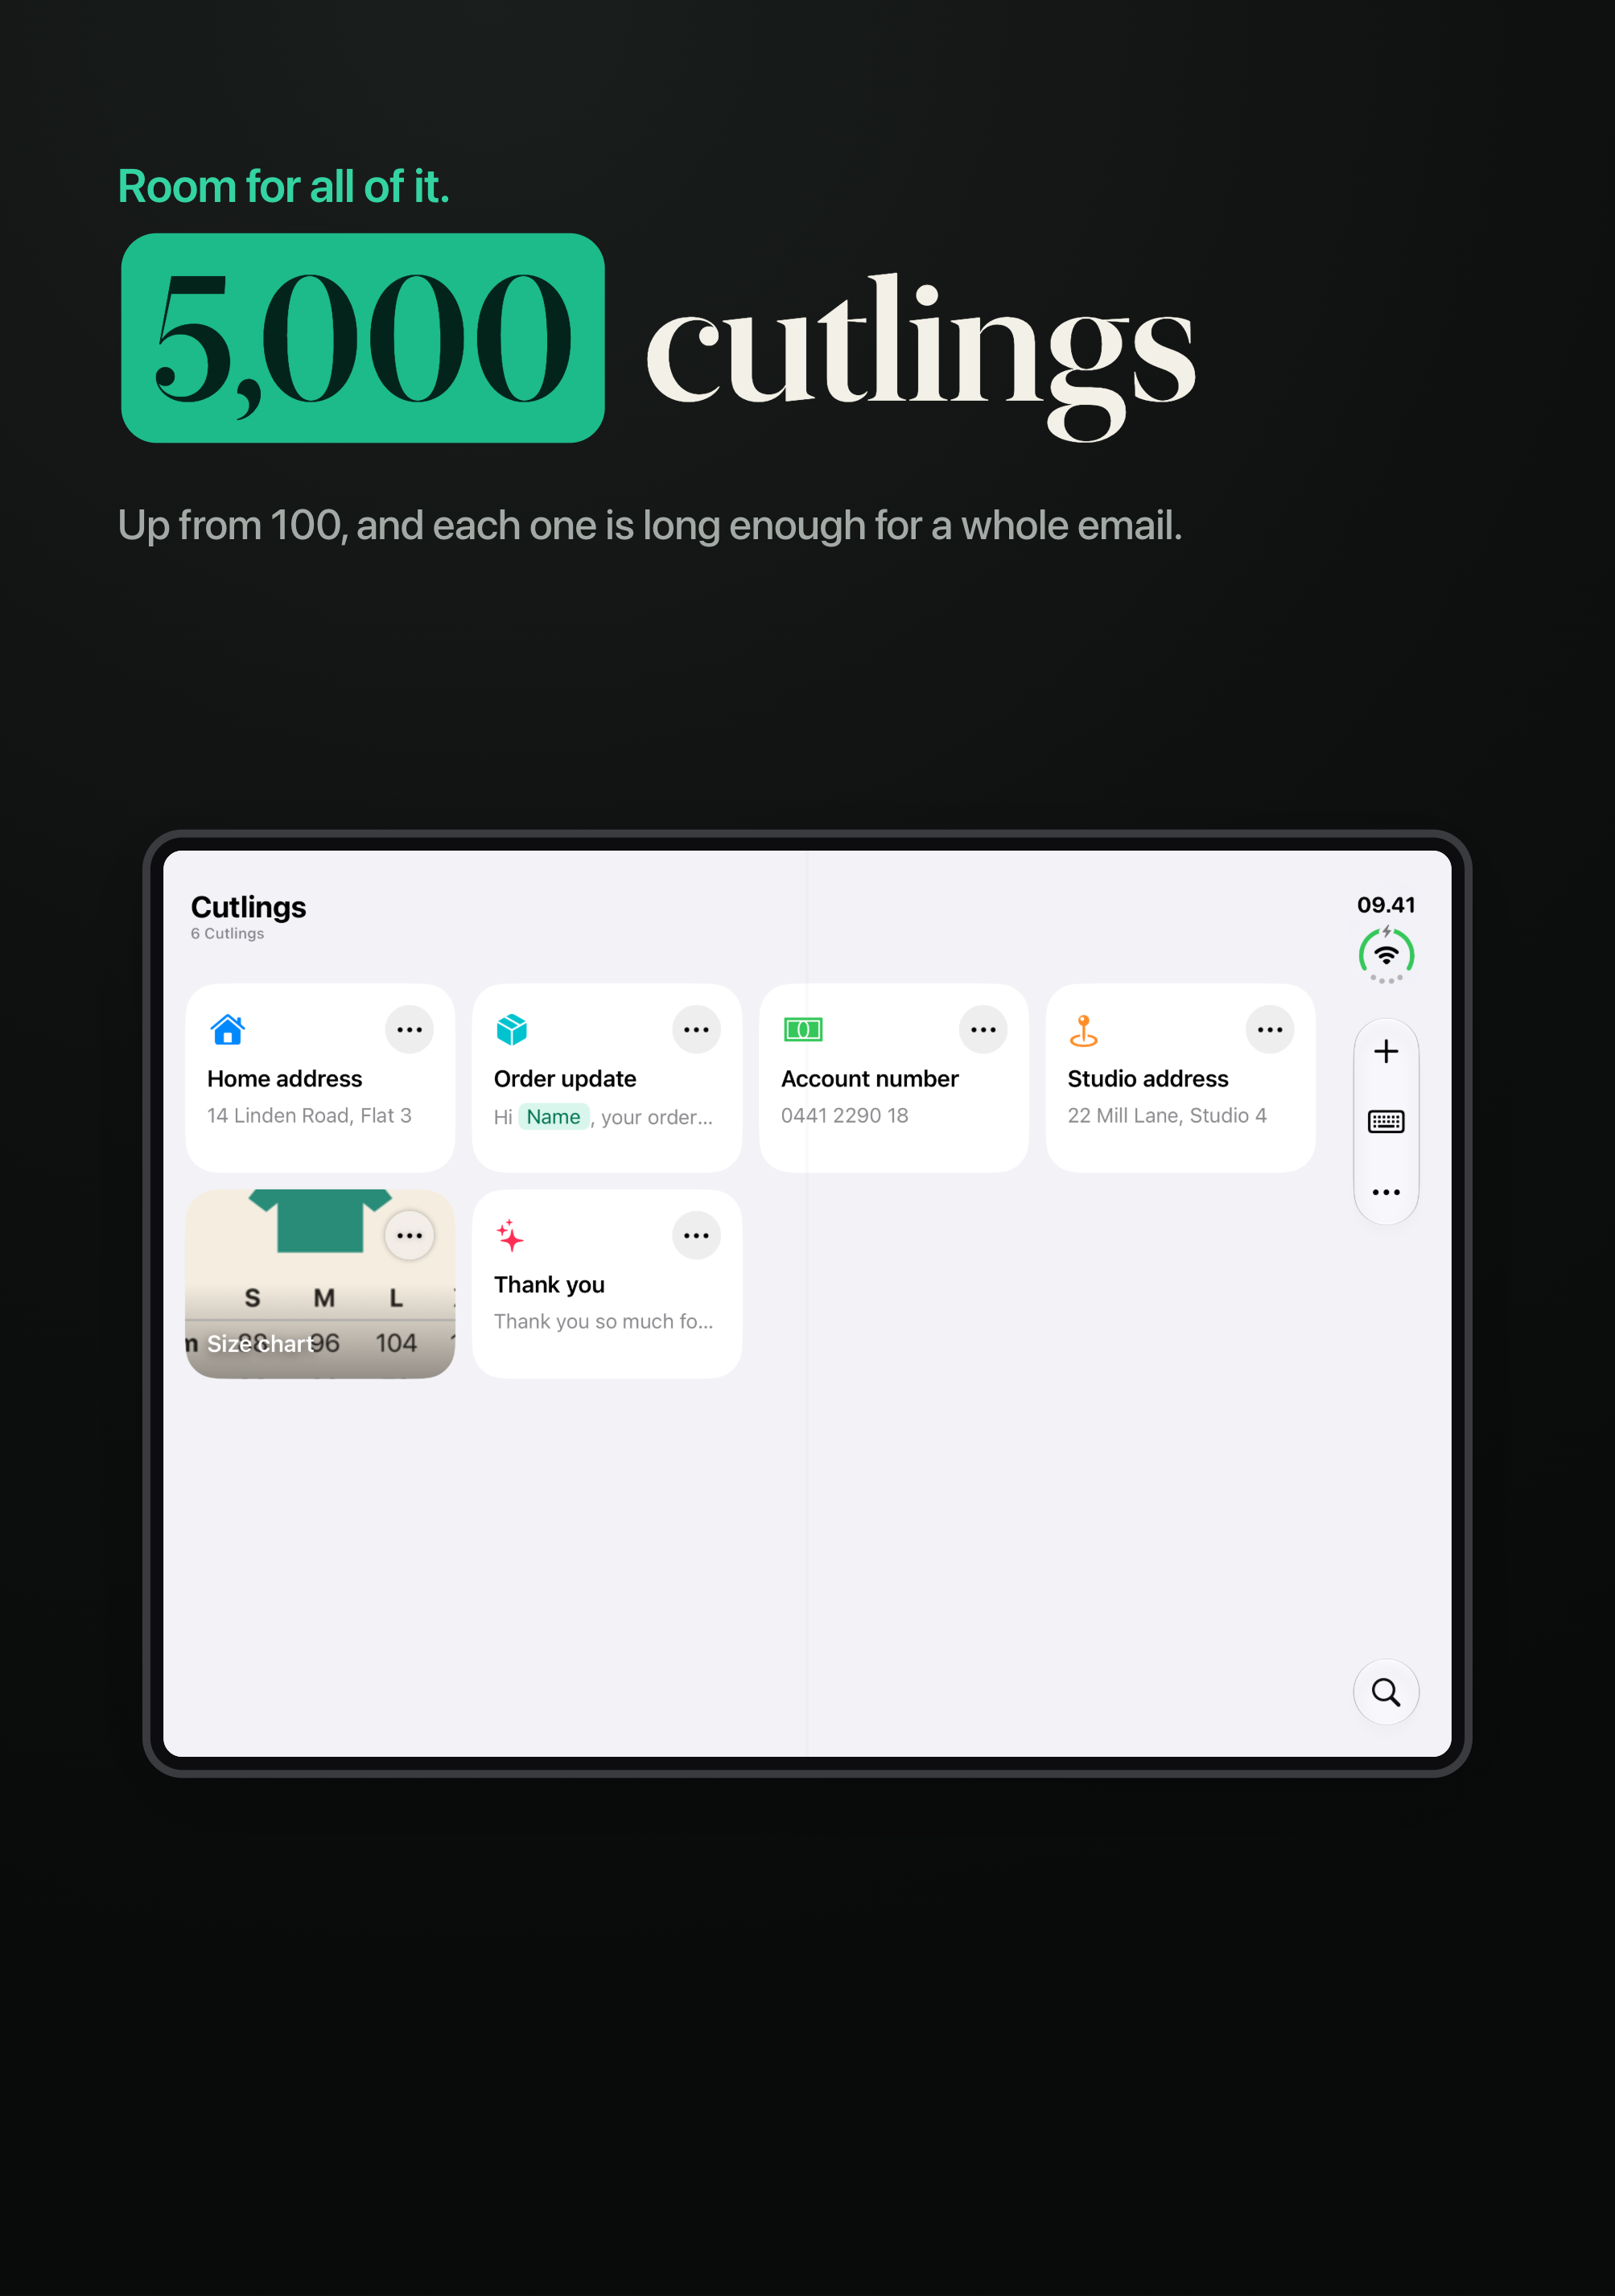 Room for all of it.
5,000 cutlings
Up from 100, and each one is long enough for a whole email.
Cutlings
6 Cutlings
09.41
Home address
14 Linden Road, Flat 3
Order update
Hi Name, your order...
Account number
0441 2290 18
Studio address
22 Mill Lane, Studio 4
S M L
96 104
Size chart
Thank you
Thank you so much fo...